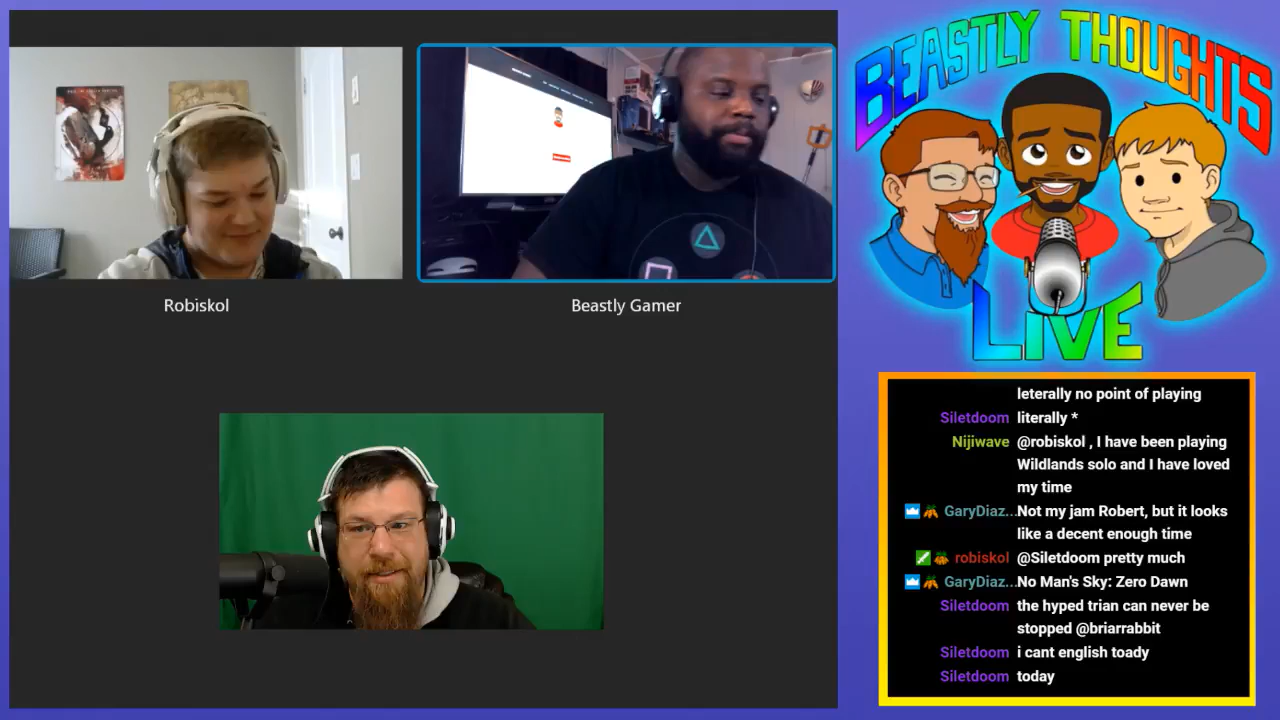 BEASTLY THOUGHTS
LIVE
Robiskol
Beastly Gamer
leterally no point of playing
Siletdoom literally *
Nijiwave @robiskol , I have been playing
Wildlands solo and I have loved
my time
GaryDiaz... Not my jam Robert, but it looks
like a decent enough time
robiskol @Siletdoom pretty much
GaryDiaz... No Man's Sky: Zero Dawn
Siletdoom the hyped trian can never be
stopped @briarrabbit
Siletdoom i cant english toady
Siletdoom today